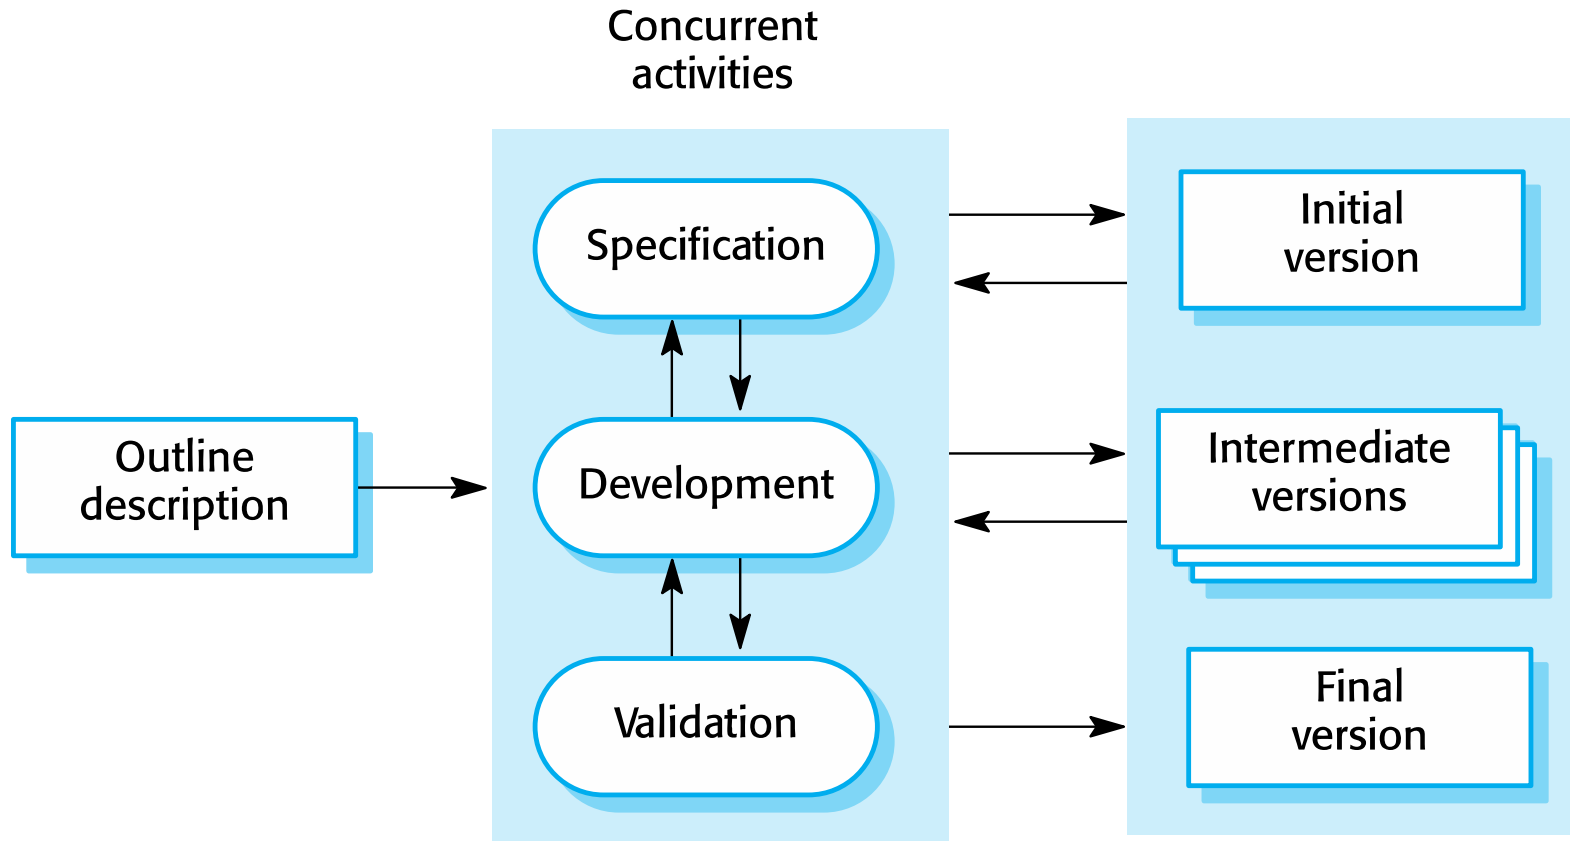 Concurrent
activities
Specification
Initial
version
Outline
description
Development
Intermediate
versions
Validation
Final
version